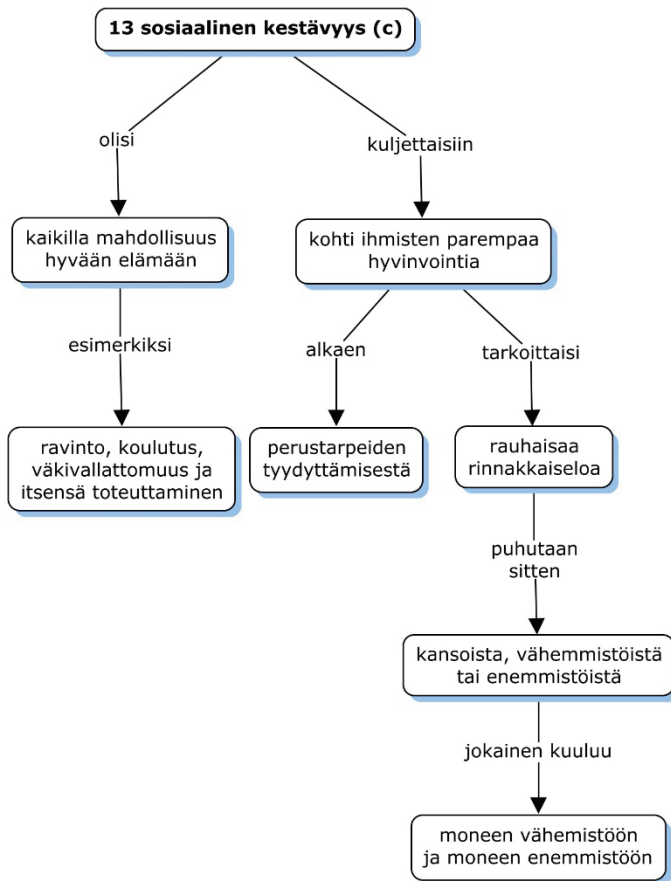 13 sosiaalinen kestävyys (c)
olisi
kuljettaisiin
kaikilla mahdollisuus
hyvään elämään
kohti ihmisten parempaa
hyvinvointia
esimerkiksi
alkaen
tarkoittaisi
ravinto, koulutus,
väkivallattomuus ja
itsensä toteuttaminen
perustarpeiden
tyydyttämisestä
rauhaisaa
rinnakkaiseloa
puhutaan
sitten
kansoista, vähemmistöistä
tai enemmistöistä
jokainen kuuluu
moneen vähemistöön
ja moneen enemmistöön